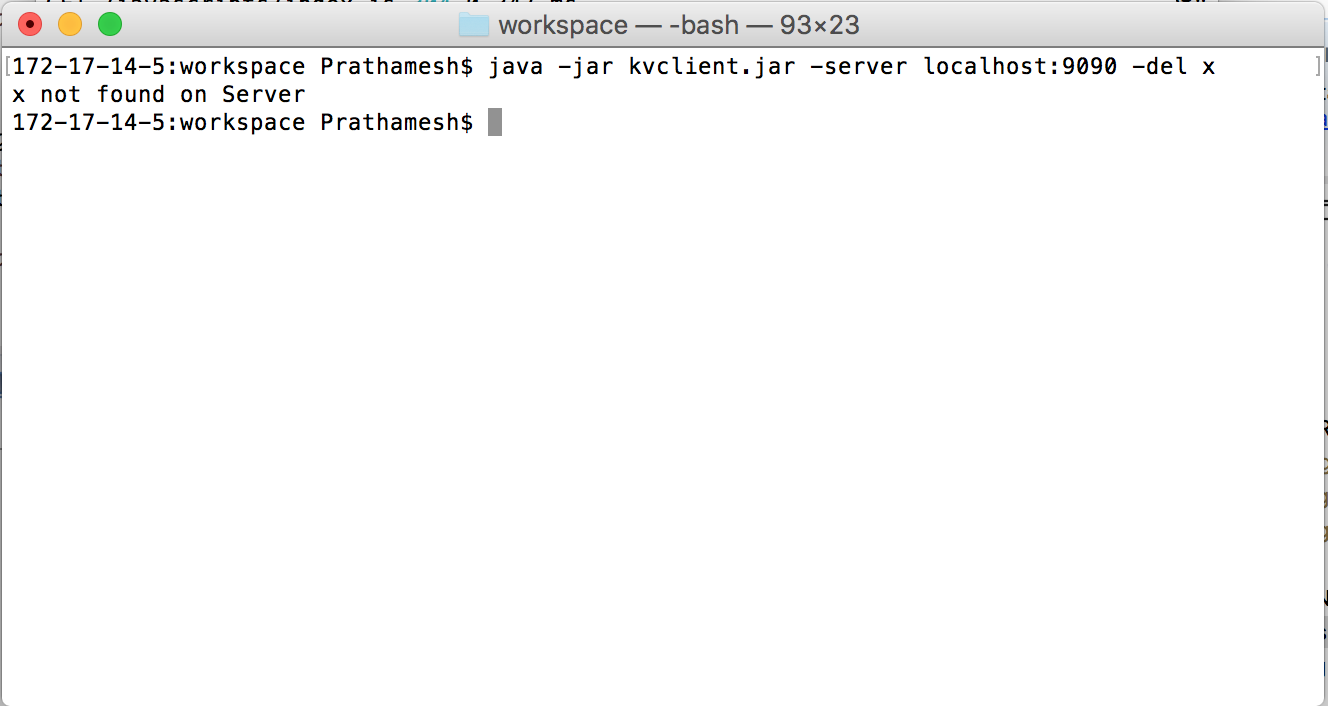 workspace — -bash — 93×23
[172-17-14-5:workspace Prathamesh$ java -jar kvclient.jar -server localhost:9090 -del x ]
x not found on Server
172-17-14-5:workspace Prathamesh$